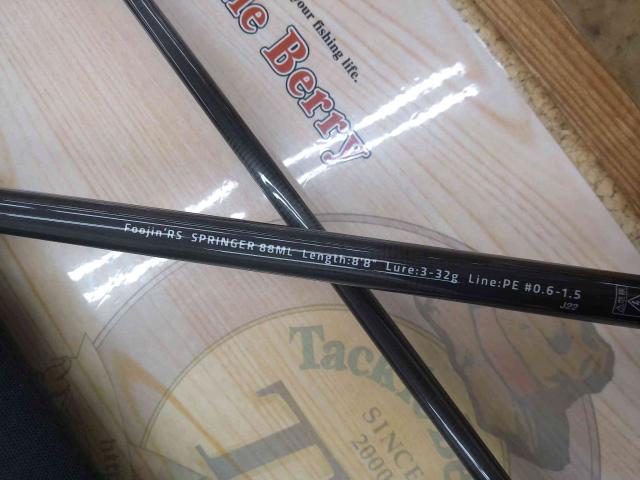 your fishing life.
Berry
Foojin'RS SPRINGER 88ML Length:8'8" Lure:3-32g Line:PE #0.6-1.5
J22
SINCE
2000